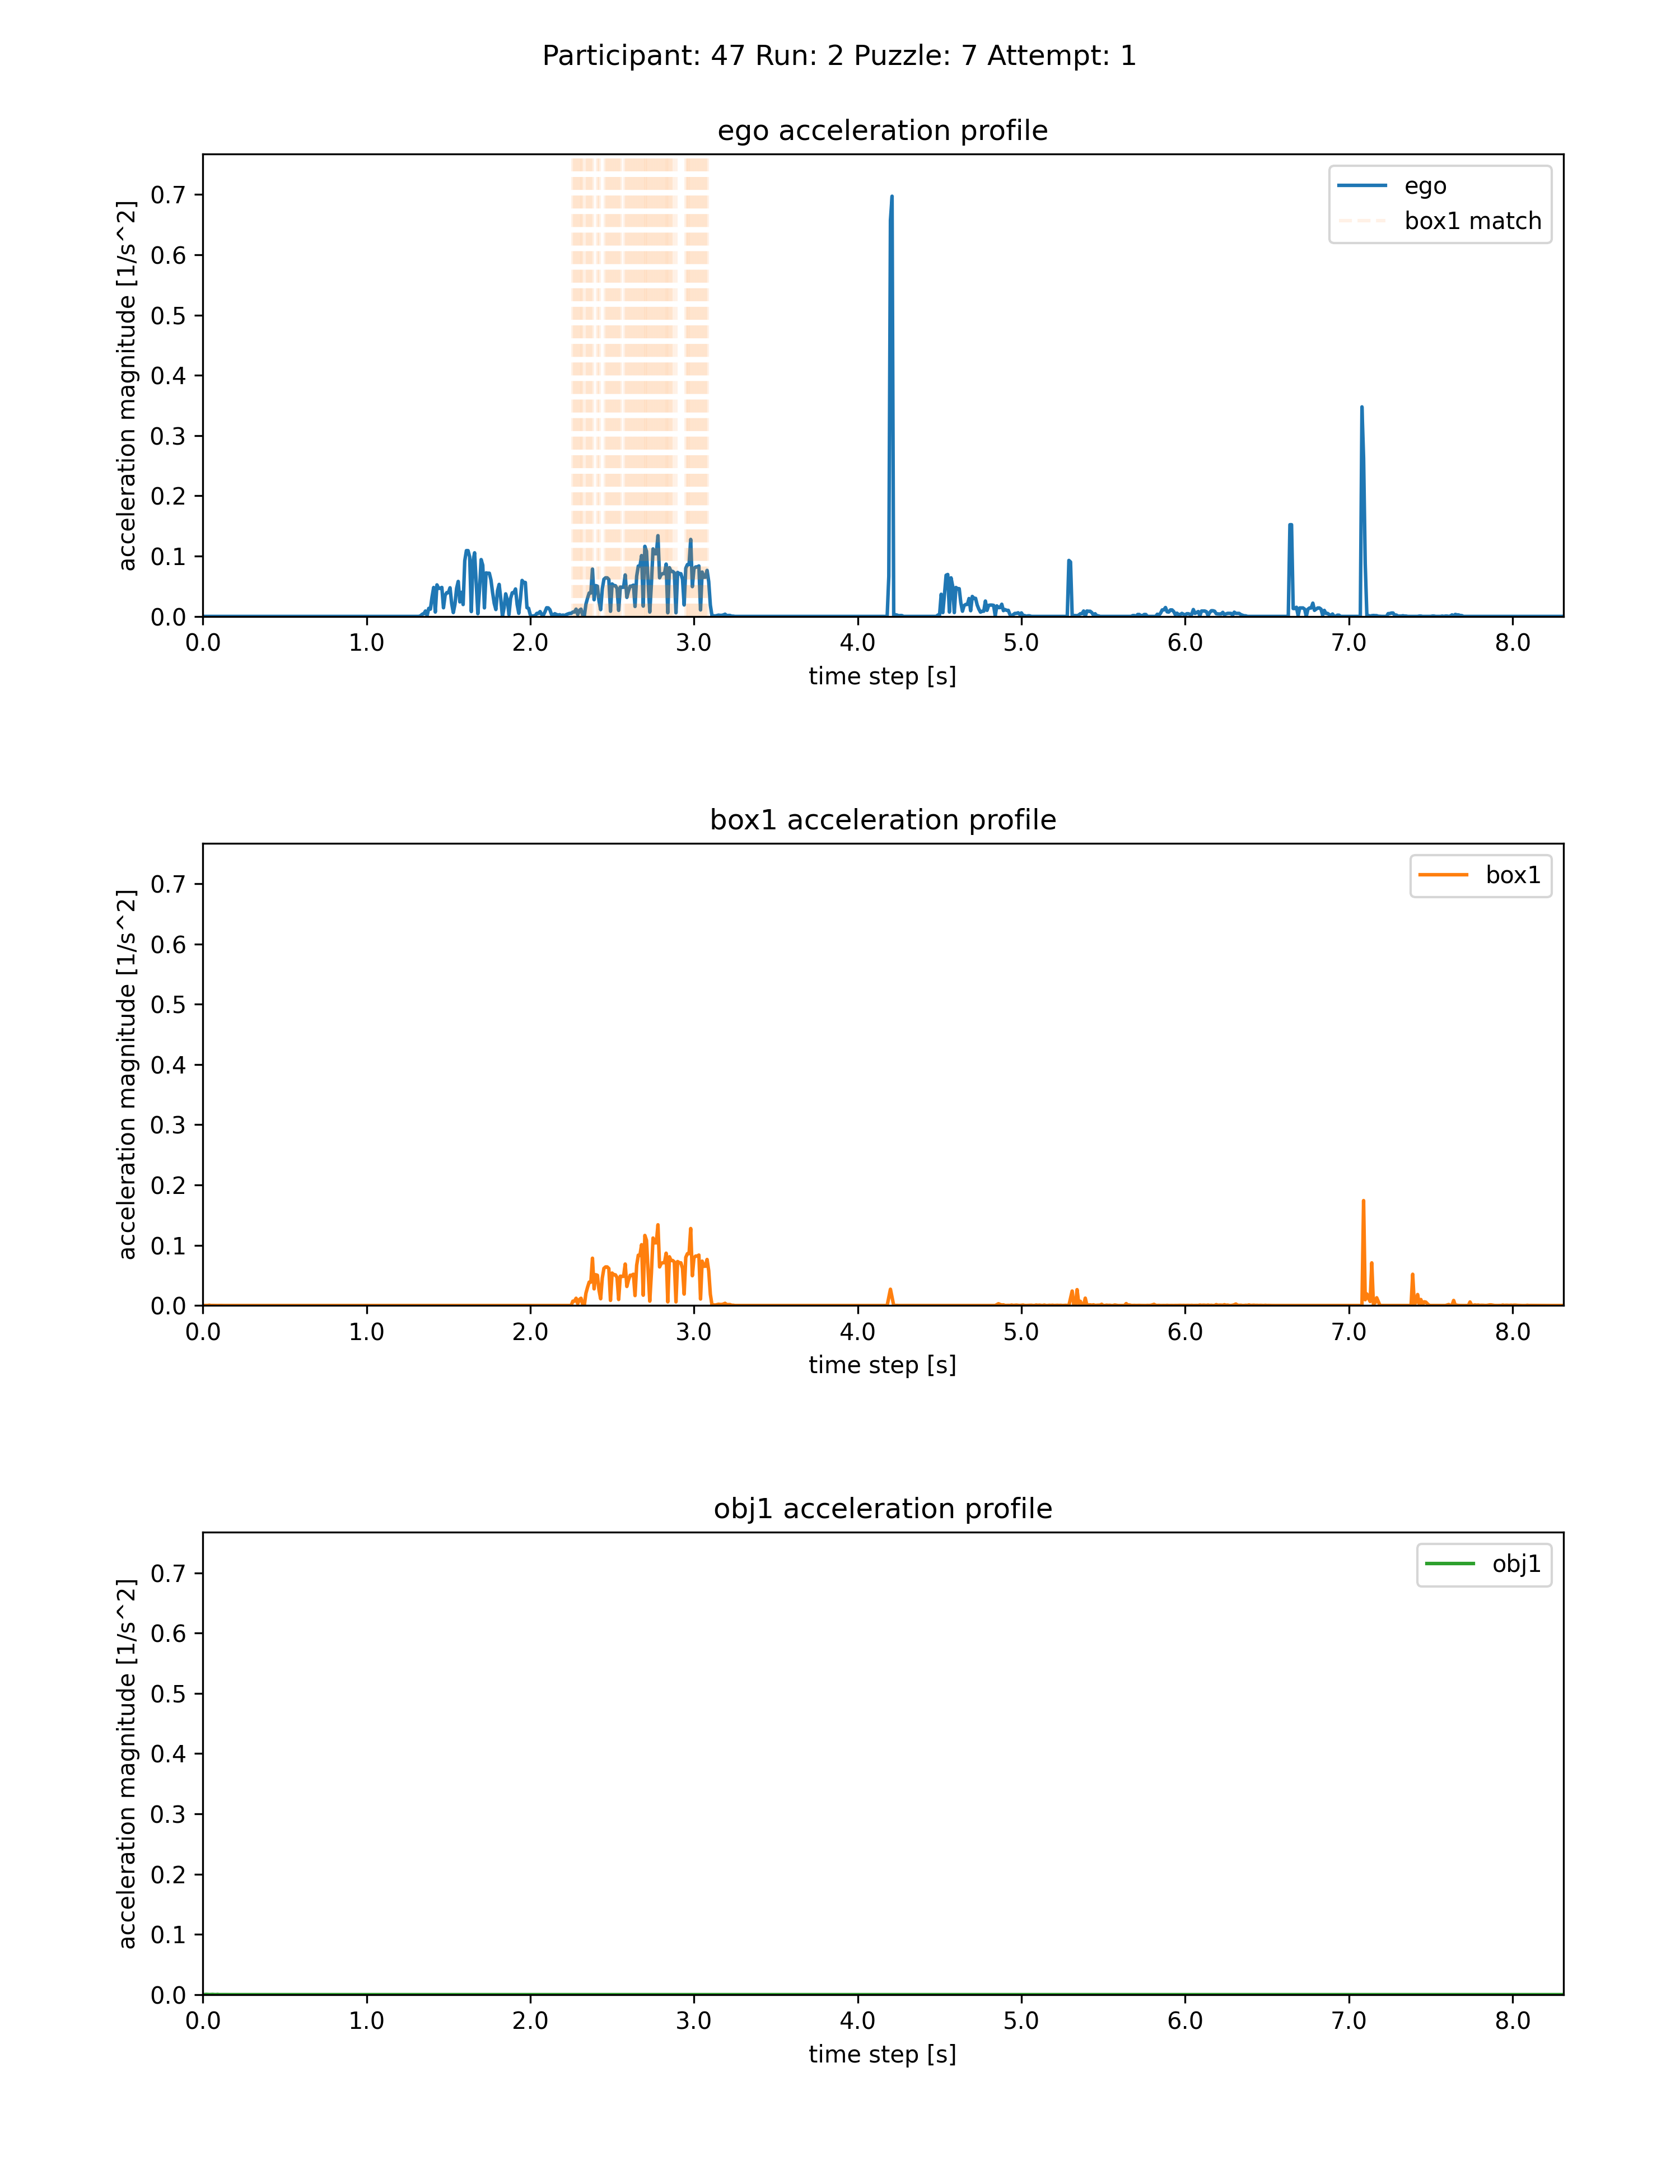 Participant: 47 Run: 2 Puzzle: 7 Attempt: 1
ego acceleration profile
acceleration magnitude [1/s^2]
0.7
0.6
0.5
0.4
0.3
0.2
0.1
0.0
ego
box1 match
0.0 1.0 2.0 3.0 4.0 5.0 6.0 7.0 8.0
time step [s]
box1 acceleration profile
acceleration magnitude [1/s^2]
0.7
0.6
0.5
0.4
0.3
0.2
0.1
0.0
box1
0.0 1.0 2.0 3.0 4.0 5.0 6.0 7.0 8.0
time step [s]
obj1 acceleration profile
acceleration magnitude [1/s^2]
0.7
0.6
0.5
0.4
0.3
0.2
0.1
0.0
obj1
0.0 1.0 2.0 3.0 4.0 5.0 6.0 7.0 8.0
time step [s]